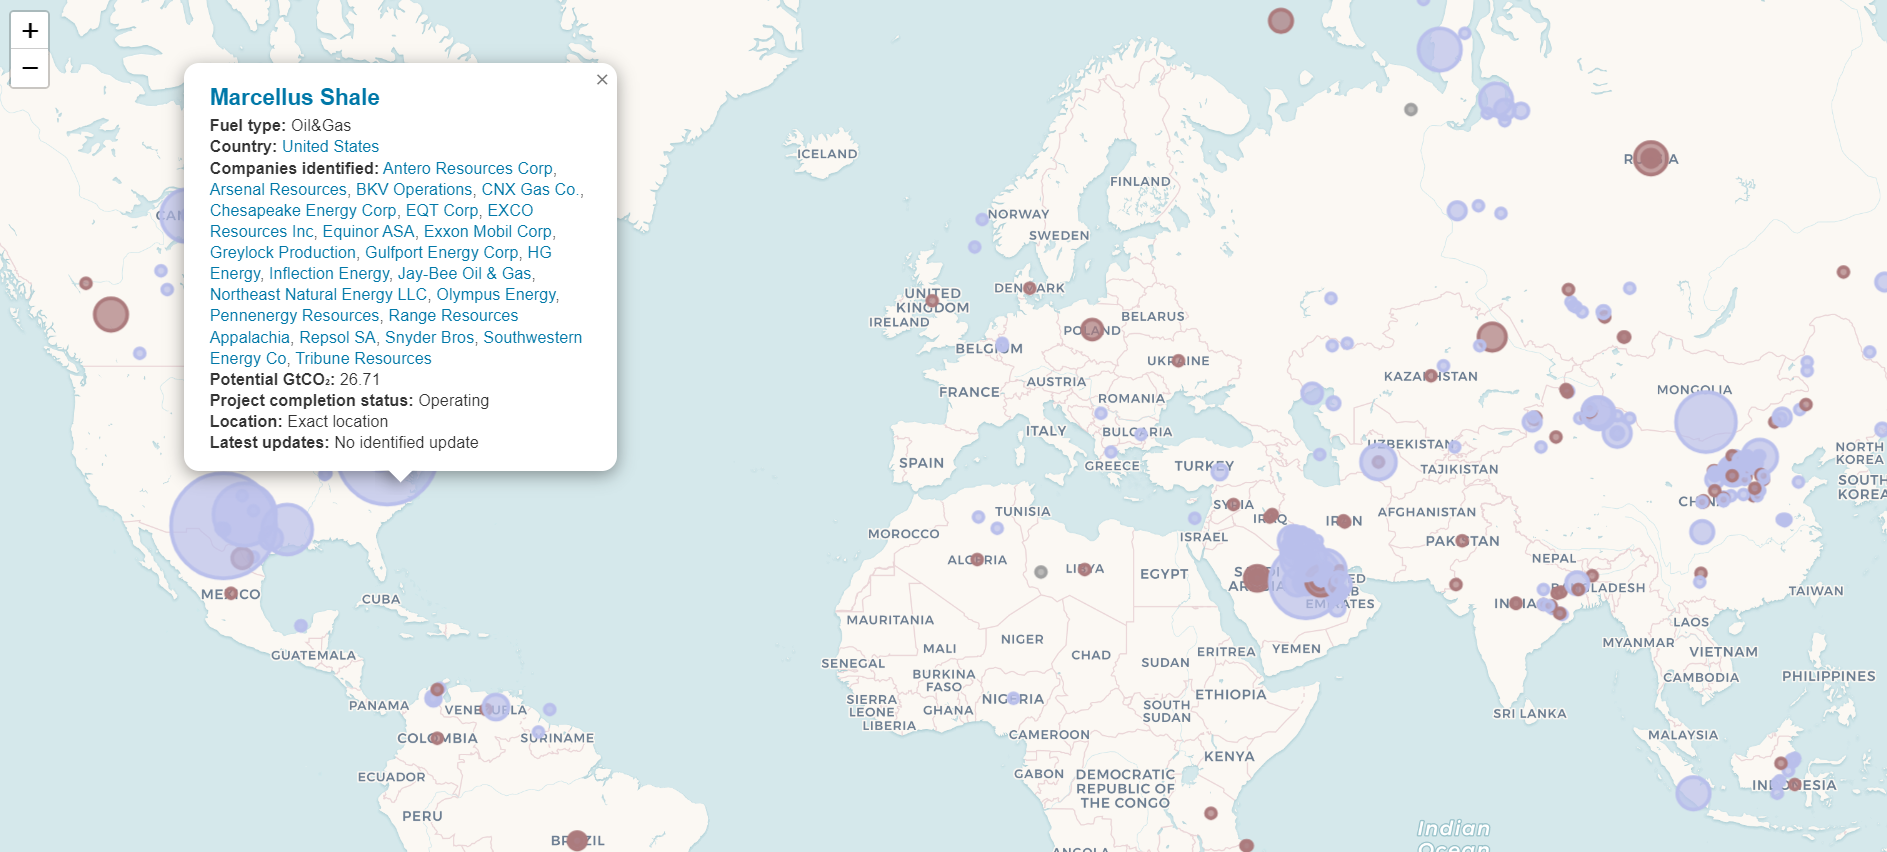 +
−
×
Marcellus Shale
Fuel type: Oil&Gas
Country: United States
Companies identified: Antero Resources Corp,
Arsenal Resources, BKV Operations, CNX Gas Co.,
Chesapeake Energy Corp, EQT Corp, EXCO
Resources Inc, Equinor ASA, Exxon Mobil Corp,
Greylock Production, Gulfport Energy Corp, HG
Energy, Inflection Energy, Jay-Bee Oil & Gas,
Northeast Natural Energy LLC, Olympus Energy,
Pennenergy Resources, Range Resources
Appalachia, Repsol SA, Snyder Bros, Southwestern
Energy Co, Tribune Resources
Potential GtCO₂: 26.71
Project completion status: Operating
Location: Exact location
Latest updates: No identified update
ICELAND
FINLAND
NORWAY
SWEDEN
UNITED
KINGDOM
IRELAND
DENMARK
BELARUS
POLAND
BELGIUM
UKRAINE
AUSTRIA
FRANCE
ROMANIA
ITALY
BULGARIA
SPAIN
GREECE
TURKEY
KAZAKHSTAN
MONGOLIA
UZBEKISTAN
TAJIKISTAN
NORTH
KOREA
SOUTH
KOREA
TUNISIA
SYRIA
IRAQ
IRAN
AFGHANISTAN
MOROCCO
ISRAEL
PAKISTAN
NEPAL
ALGERIA
LIBYA
EGYPT
TAIWAN
MEXICO
CUBA
EMIRATES
INDIA
MAURITANIA
LAOS
NIGER
MALI
MYANMAR
VIETNAM
GUATEMALA
SENEGAL
CHAD
SUDAN
ERITREA
YEMEN
BURKINA
FASO
CAMBODIA
PHILIPPINES
PANAMA
VENEZUELA
SIERRA
LEONE
LIBERIA
GHANA
NIGERIA
SOUTH
SUDAN
ETHIOPIA
SRI LANKA
COLOMBIA
SURINAME
CAMEROON
MALAYSIA
KENYA
ECUADOR
GABON
DEMOCRATIC
REPUBLIC OF
THE CONGO
INDONESIA
PERU
BRAZIL
ANGOLA
Indian
Ocean